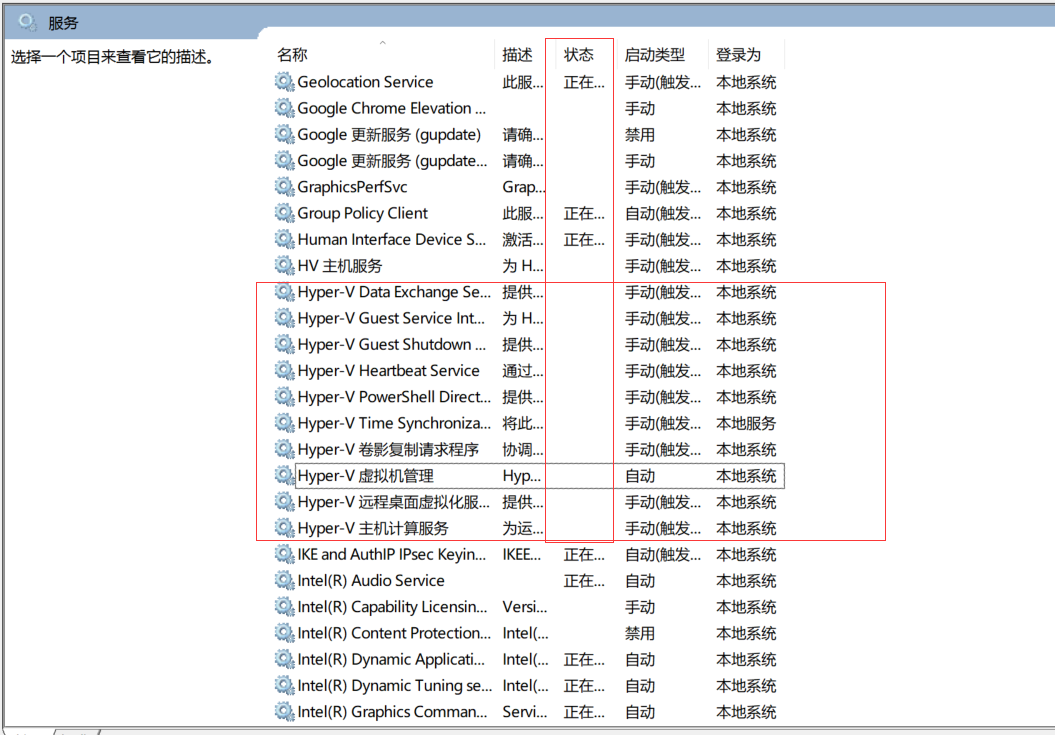 服务
选择一个项目来查看它的描述。
名称 描述 状态 启动类型 登录为
Geolocation Service 此服... 正在... 手动(触发... 本地系统
Google Chrome Elevation ... 手动 本地系统
Google 更新服务 (gupdate) 请确... 禁用 本地系统
Google 更新服务 (gupdate... 请确... 手动 本地系统
GraphicsPerfSvc Grap... 手动(触发... 本地系统
Group Policy Client 此服... 正在... 自动(触发... 本地系统
Human Interface Device S... 激活... 正在... 手动(触发... 本地系统
HV 主机服务 为 H... 手动(触发... 本地系统
Hyper-V Data Exchange Se... 提供... 手动(触发... 本地系统
Hyper-V Guest Service Int... 为 H... 手动(触发... 本地系统
Hyper-V Guest Shutdown ... 提供... 手动(触发... 本地系统
Hyper-V Heartbeat Service 通过... 手动(触发... 本地系统
Hyper-V PowerShell Direct... 提供... 手动(触发... 本地系统
Hyper-V Time Synchroniza... 将此... 手动(触发... 本地服务
Hyper-V 卷影复制请求程序 协调... 手动(触发... 本地系统
Hyper-V 虚拟机管理 Hyp... 自动 本地系统
Hyper-V 远程桌面虚拟化服... 提供... 手动(触发... 本地系统
Hyper-V 主机计算服务 为运... 手动(触发... 本地系统
IKE and AuthIP IPsec Keyin... IKEE... 正在... 自动(触发... 本地系统
Intel(R) Audio Service 正在... 自动 本地系统
Intel(R) Capability Licensin... Versi... 手动 本地系统
Intel(R) Content Protection... Intel(... 禁用 本地系统
Intel(R) Dynamic Applicati... Intel(... 正在... 自动 本地系统
Intel(R) Dynamic Tuning se... Intel(... 正在... 自动 本地系统
Intel(R) Graphics Comman... Servi... 正在... 自动 本地系统